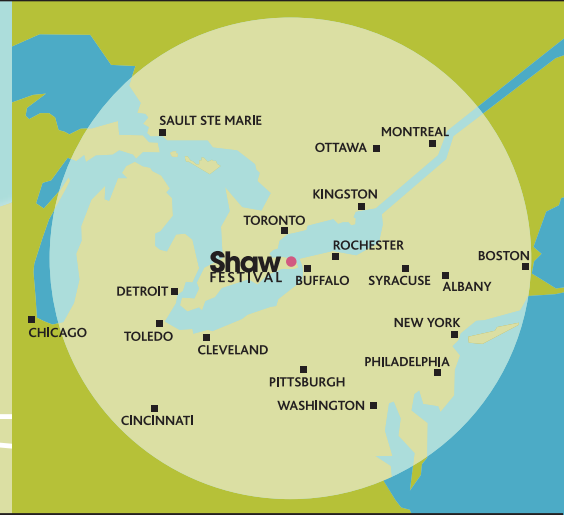 SAULT STE MARIE
MONTREAL
OTTAWA
KINGSTON
TORONTO
ROCHESTER
Shaw
FESTIVAL
BUFFALO
SYRACUSE
BOSTON
ALBANY
DETROIT
CHICAGO
TOLEDO
CLEVELAND
NEW YORK
PHILADELPHIA
PITTSBURGH
WASHINGTON
CINCINNATI